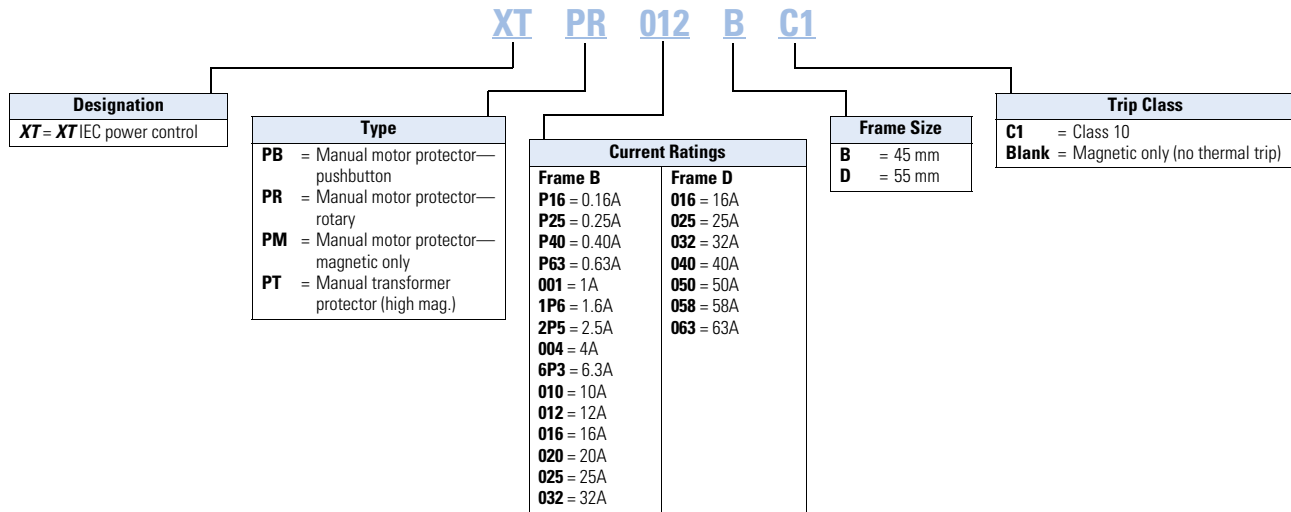 XT PR 012 B C1
Designation
XT = XT IEC power control
Type
PB = Manual motor protector—
pushbutton
PR = Manual motor protector—
rotary
PM = Manual motor protector—
magnetic only
PT = Manual transformer
protector (high mag.)
Current Ratings
Frame B
P16 = 0.16A
P25 = 0.25A
P40 = 0.40A
P63 = 0.63A
001 = 1A
1P6 = 1.6A
2P5 = 2.5A
004 = 4A
6P3 = 6.3A
010 = 10A
012 = 12A
016 = 16A
020 = 20A
025 = 25A
032 = 32A
Frame D
016 = 16A
025 = 25A
032 = 32A
040 = 40A
050 = 50A
058 = 58A
063 = 63A
Frame Size
B = 45 mm
D = 55 mm
Trip Class
C1 = Class 10
Blank = Magnetic only (no thermal trip)